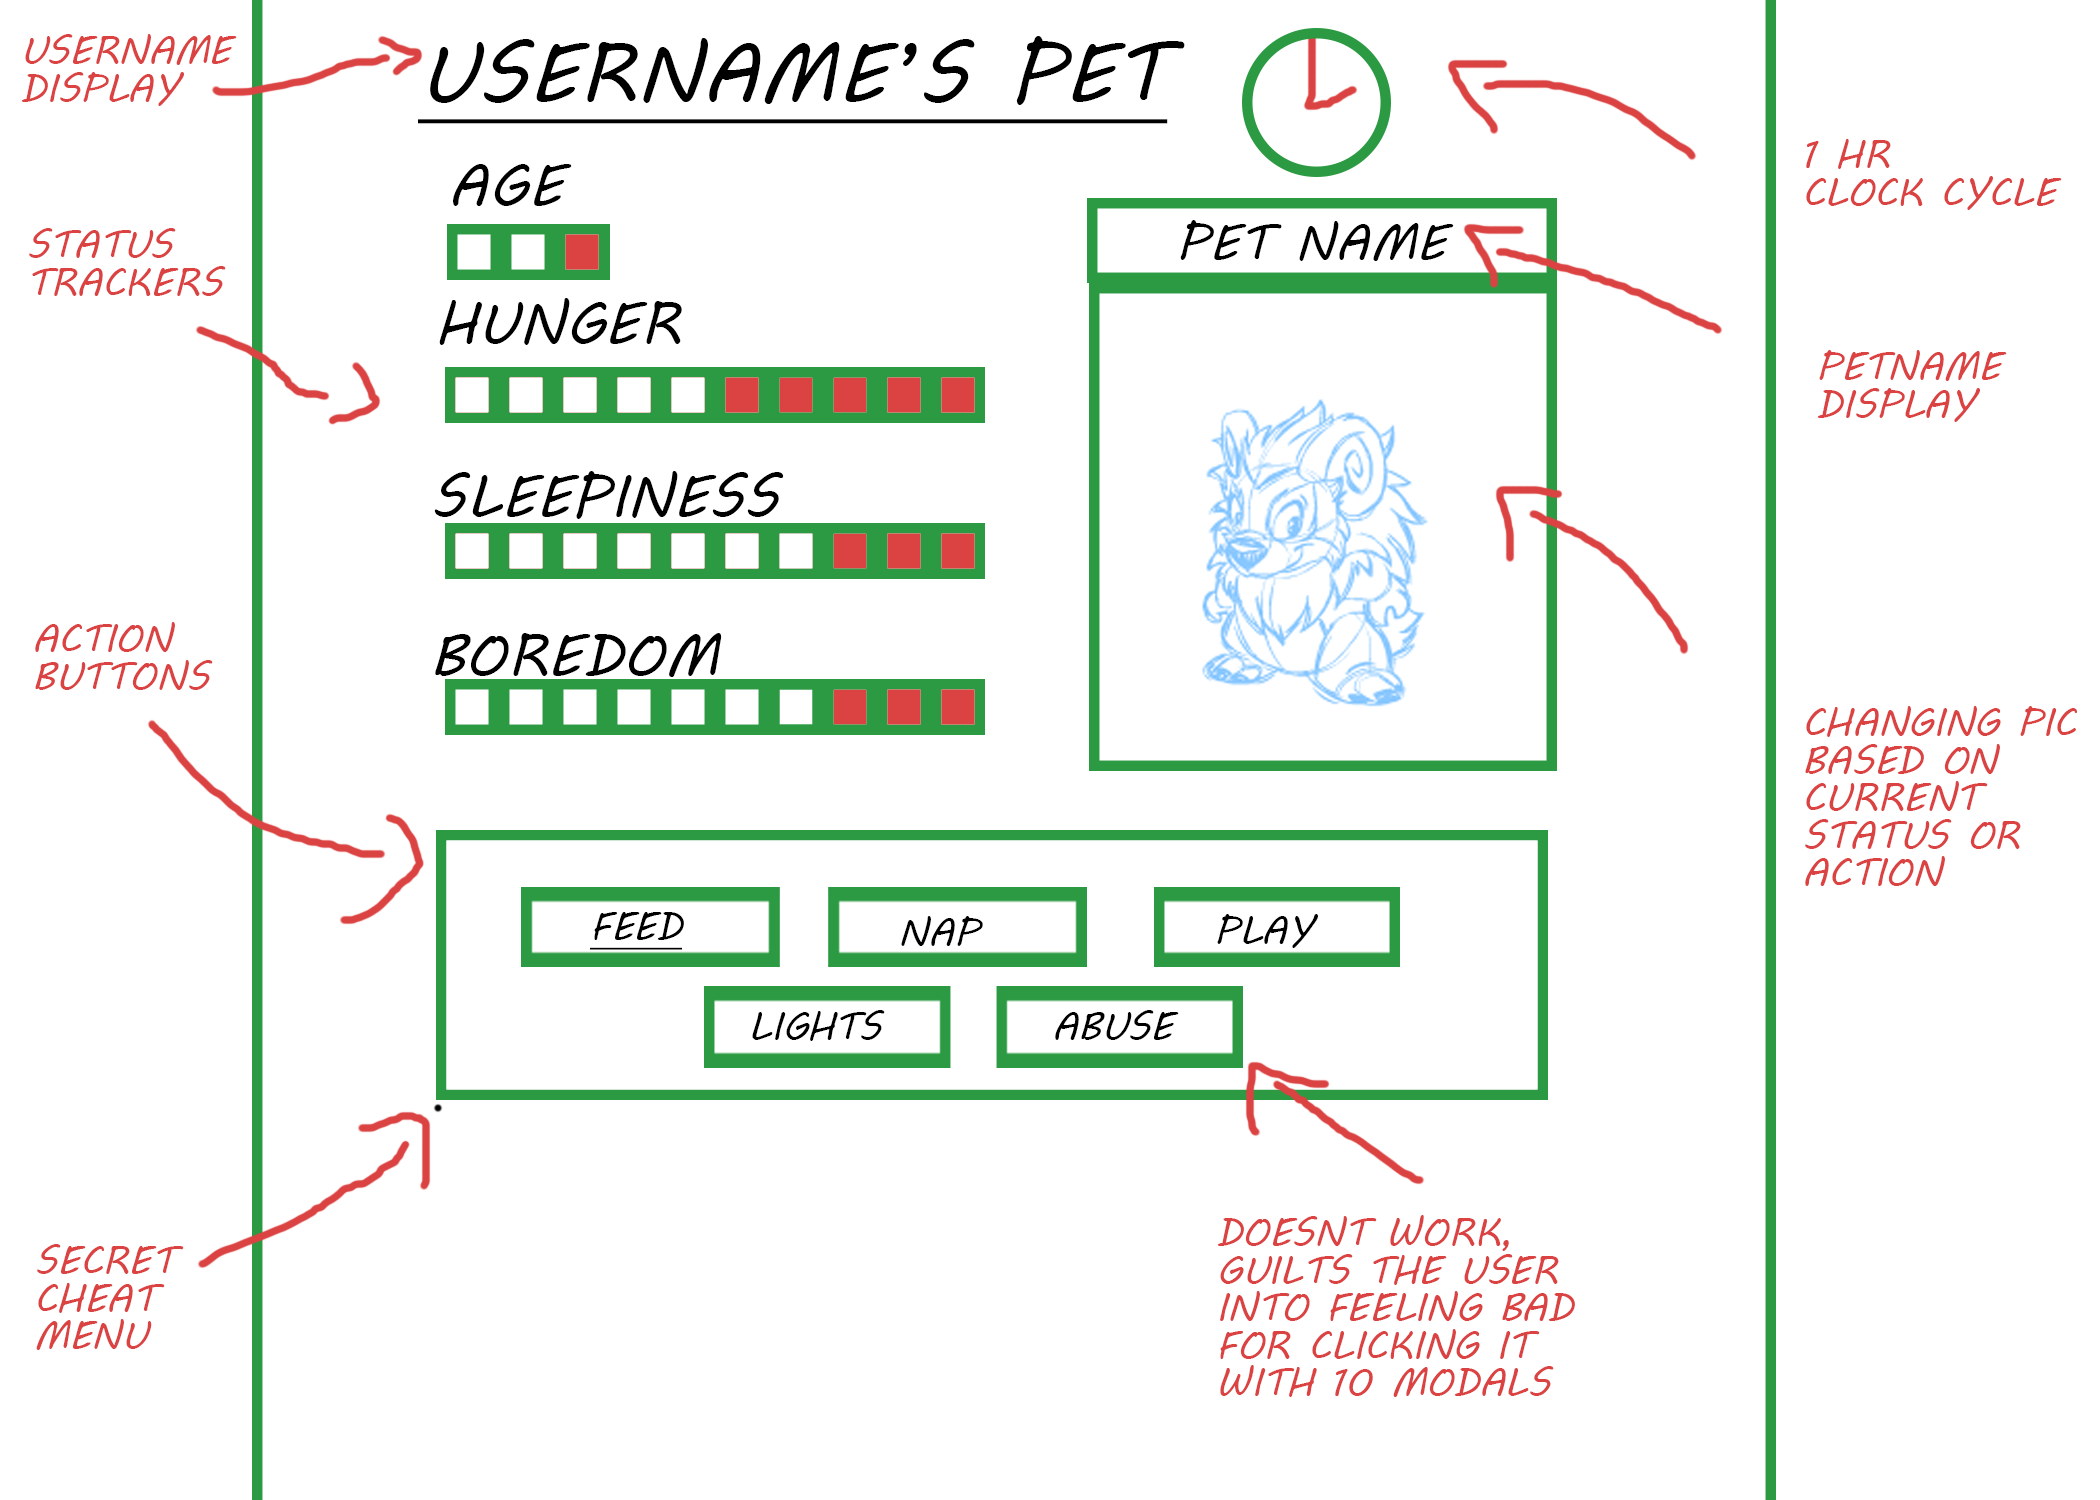 USERNAME
DISPLAY
USERNAME'S PET
1 HR
CLOCK CYCLE
AGE
STATUS
TRACKERS
PET NAME
HUNGER
PETNAME
DISPLAY
SLEEPINESS
ACTION
BUTTONS
BOREDOM
CHANGING PIC
BASED ON
CURRENT
STATUS OR
ACTION
FEED
NAP
PLAY
LIGHTS
ABUSE
SECRET
CHEAT
MENU
DOESNT WORK,
GUILTS THE USER
INTO FEELING BAD
FOR CLICKING IT
WITH 10 MODALS